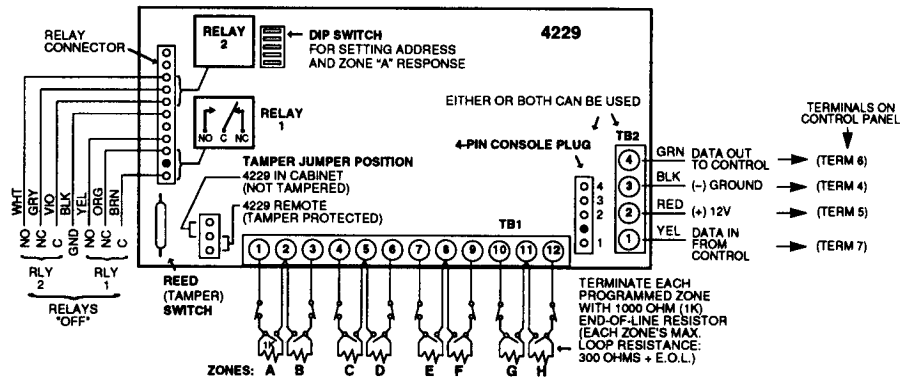 4229
RELAY
CONNECTOR
RELAY
2
DIP SWITCH
FOR SETTING ADDRESS
AND ZONE "A" RESPONSE
NO C NC
RELAY
1
EITHER OR BOTH CAN BE USED
4-PIN CONSOLE PLUG
4
3
2
1
TB2
4
3
2
1
TERMINALS ON
CONTROL PANEL
GRN DATA OUT TO CONTROL (TERM 6)
BLK (–) GROUND (TERM 4)
RED (+) 12V (TERM 5)
YEL DATA IN FROM CONTROL (TERM 7)
TAMPER JUMPER POSITION
4229 IN CABINET
(NOT TAMPERED)
4229 REMOTE
(TAMPER PROTECTED)
WHT GRY VIO BLK YEL ORG BRN
NO NC C GND NO NC C
RLY
2
RLY
1
RELAYS
"OFF"
REED
(TAMPER)
SWITCH
TB1
1 2 3 4 5 6 7 8 9 10 11 12
1K
ZONES: A B C D E F G H
TERMINATE EACH
PROGRAMMED ZONE
WITH 1000 OHM (1K)
END-OF-LINE RESISTOR
(EACH ZONE'S MAX.
LOOP RESISTANCE:
300 OHMS + E.O.L.)